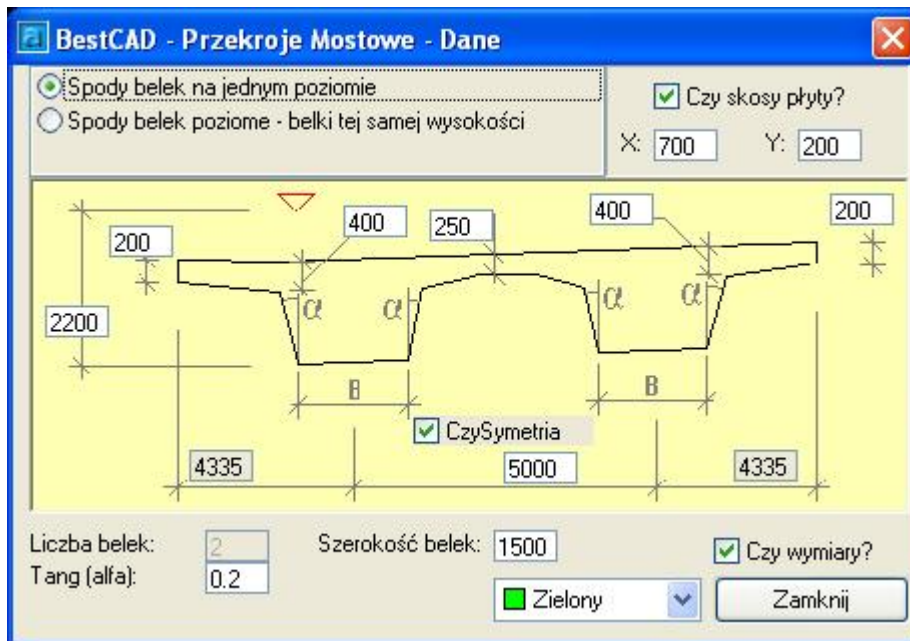 BestCAD - Przekroje Mostowe - Dane
Spody belek na jednym poziomie
Spody belek poziome - belki tej samej wysokości
Czy skosy płyty?
X: 700 Y: 200
200 400 250 400 200
2200
α α α α
B B
CzySymetria
4335 5000 4335
Liczba belek: 2
Szerokość belek: 1500
Czy wymiary?
Tang (alfa): 0.2
Zielony
Zamknij